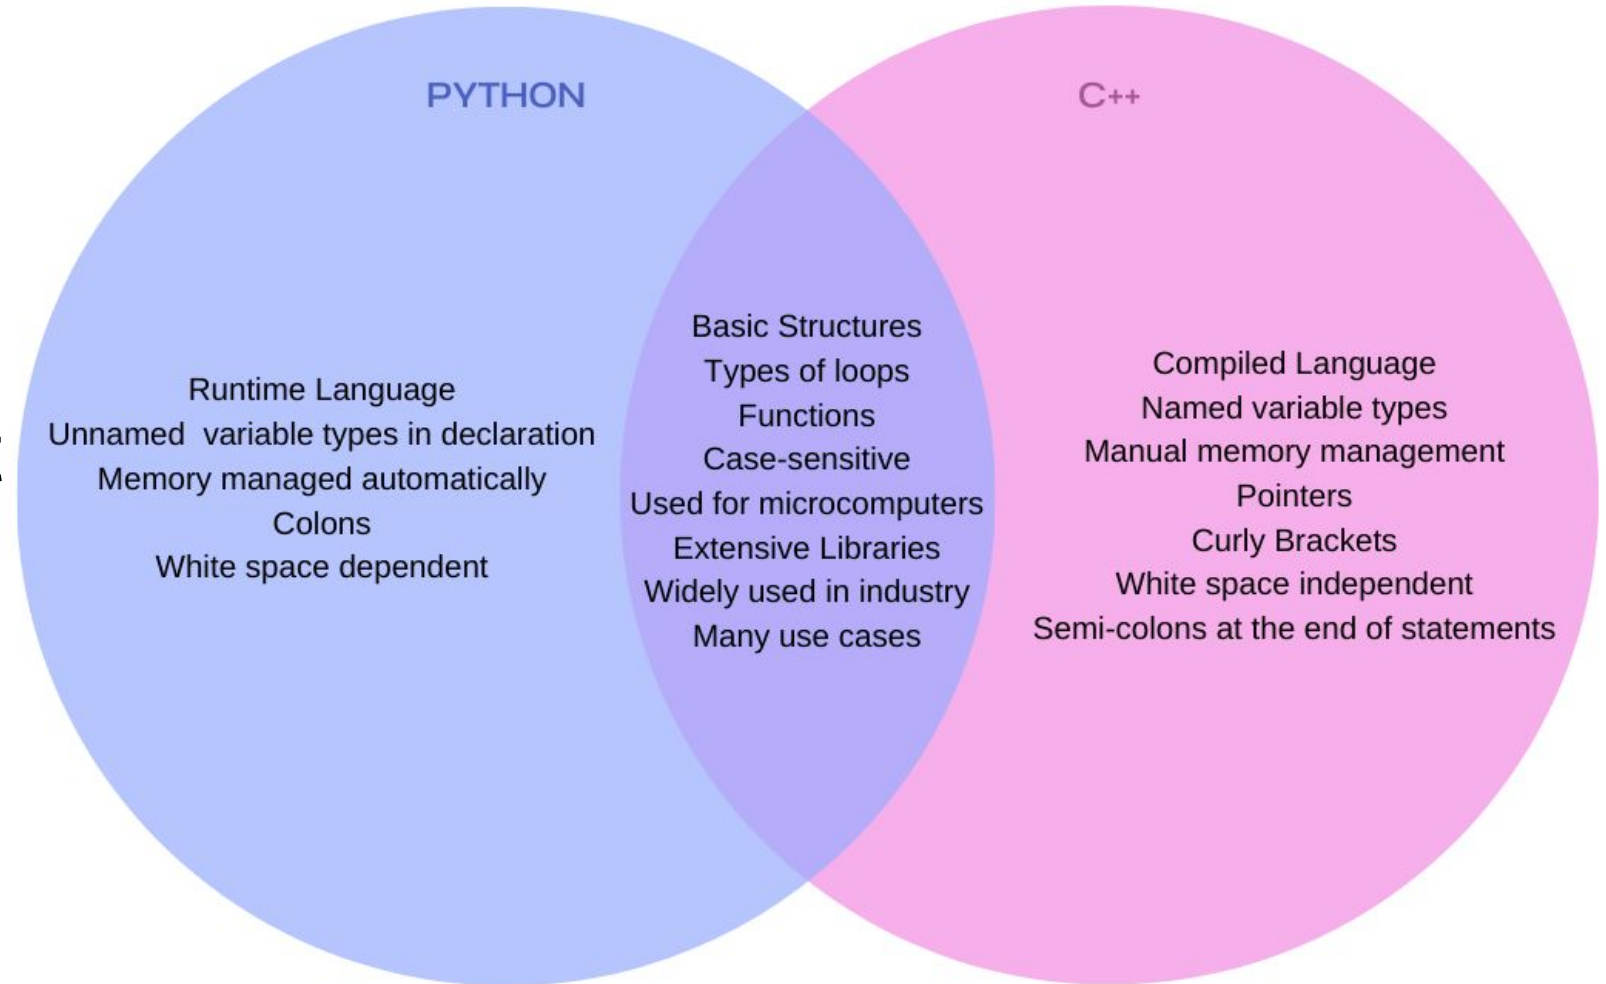 PYTHON
Runtime Language
Unnamed  variable types in declaration
Memory managed automatically
Colons
White space dependent
Basic Structures
Types of loops
Functions
Case-sensitive
Used for microcomputers
Extensive Libraries
Widely used in industry
Many use cases
C++
Compiled Language
Named variable types
Manual memory management
Pointers
Curly Brackets
White space independent
Semi-colons at the end of statements